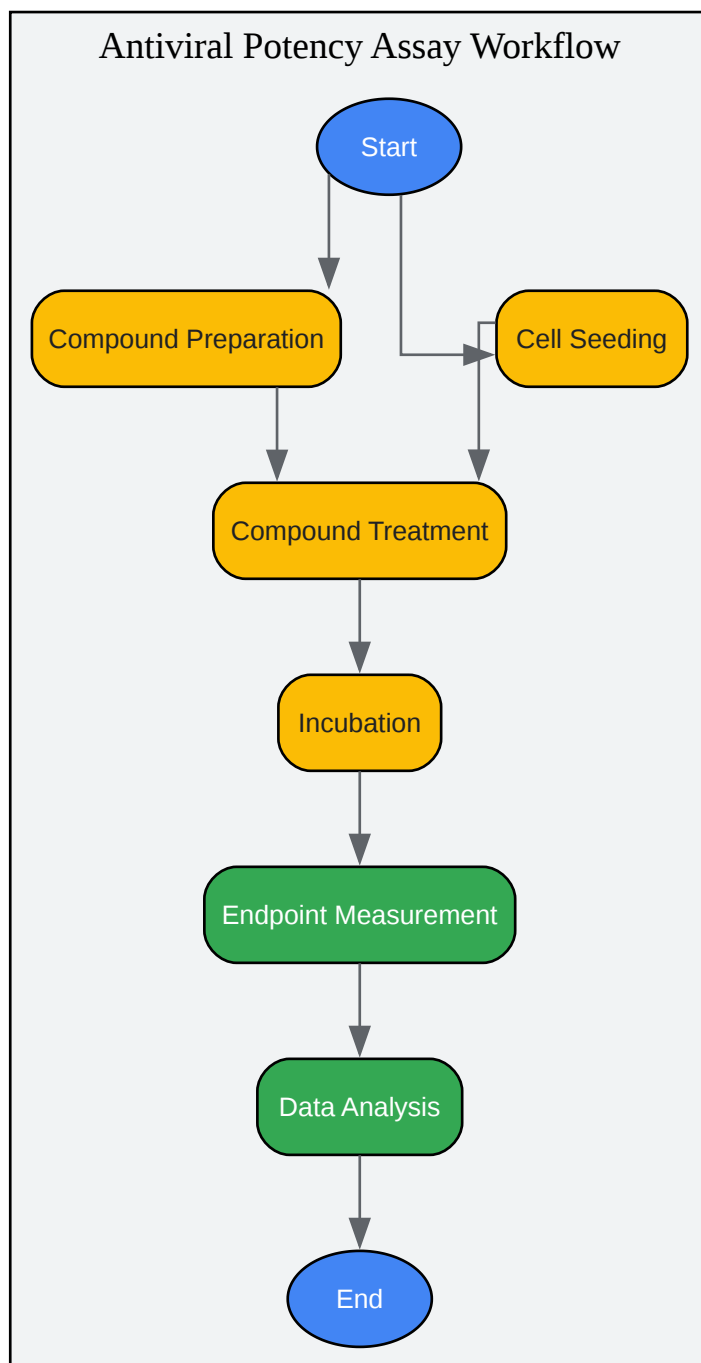 Antiviral Potency Assay Workflow
Start
Compound Preparation
Cell Seeding
Compound Treatment
Incubation
Endpoint Measurement
Data Analysis
End